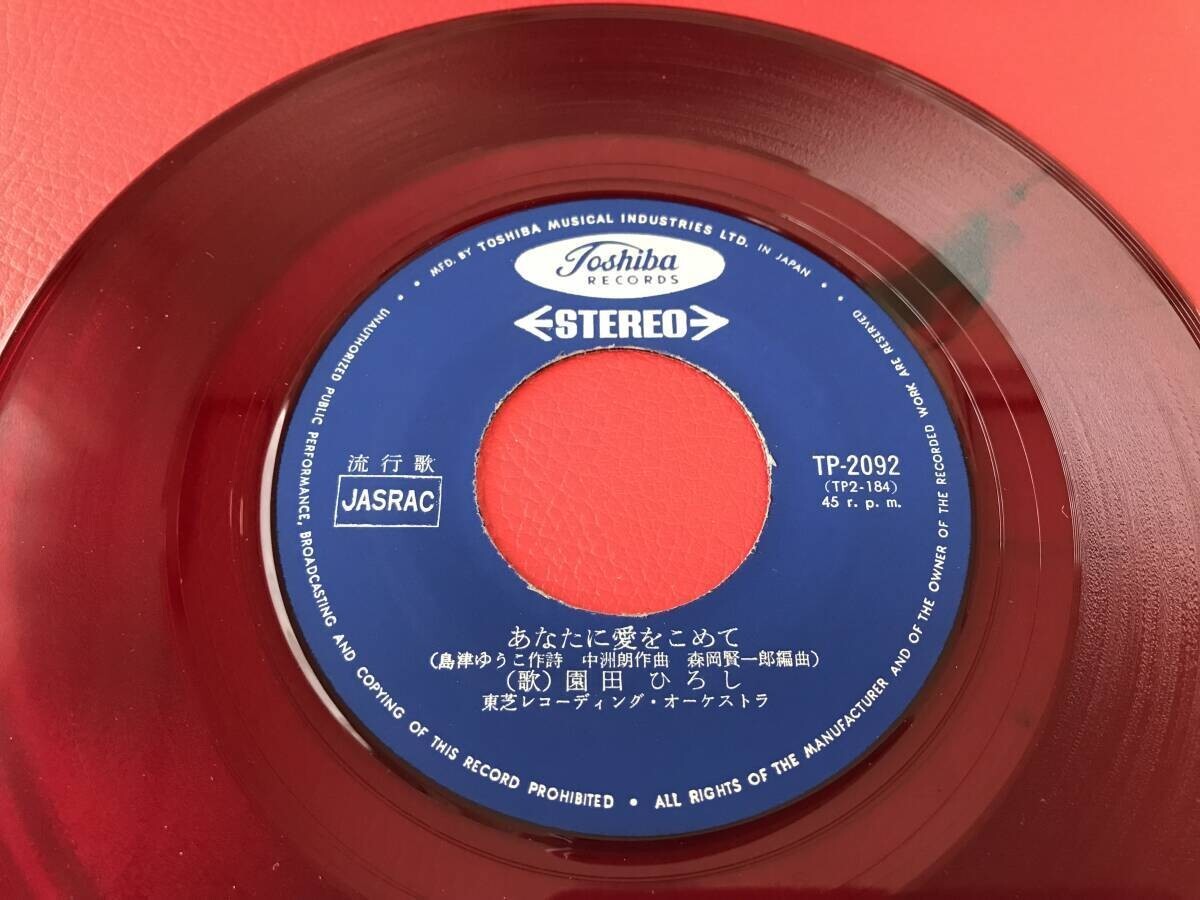 MFD. BY TOSHIBA MUSICAL INDUSTRIES LTD. IN JAPAN
Toshiba
RECORDS
STEREO
流行歌
JASRAC
TP-2092
(TP2-184)
45 r. p. m.
あなたに愛をこめて
(島津ゆうこ作詩 中洲朗作曲 森岡賢一郎編曲)
(歌) 園田 ひろし
東芝レコーディング・オーケストラ
UNAUTHORIZED PUBLIC PERFORMANCE, BROADCASTING AND COPYING OF THIS RECORD PROHIBITED • ALL RIGHTS OF THE MANUFACTURER AND OF THE OWNER OF THE RECORDED WORK ARE RESERVED